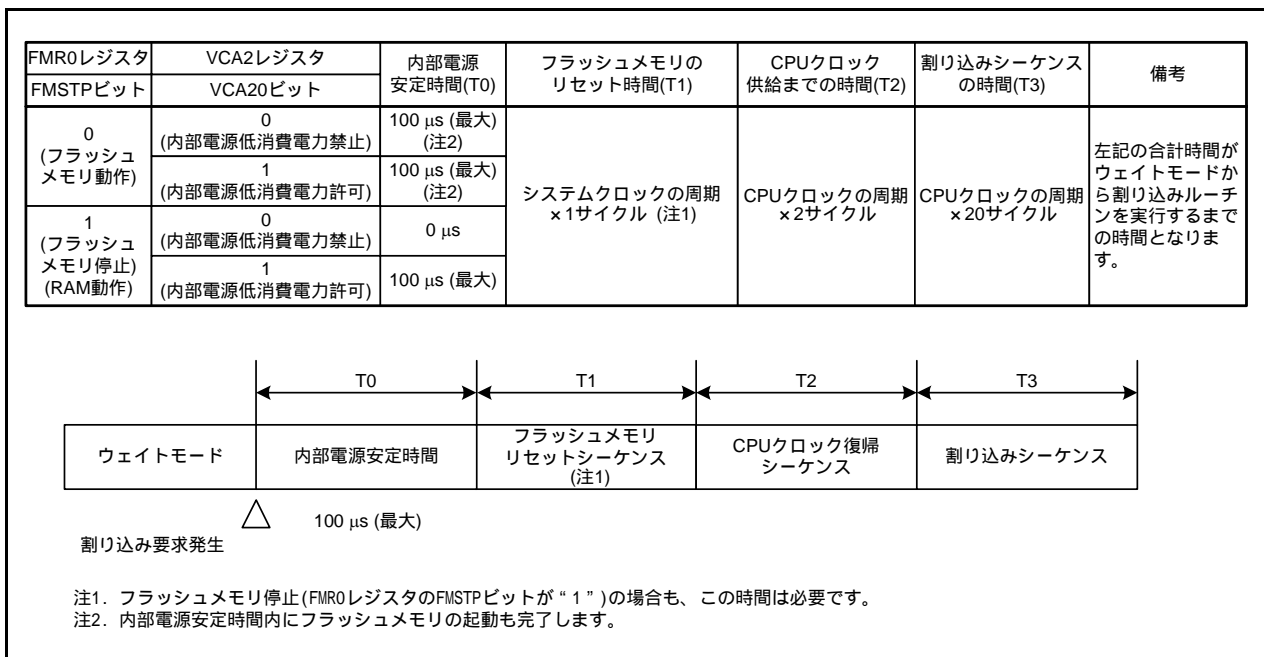 FMR0レジスタ
FMSTPビット
VCA2レジスタ
VCA20ビット
内部電源
安定時間(T0)
フラッシュメモリの
リセット時間(T1)
CPUクロック
供給までの時間(T2)
割り込みシーケンス
の時間(T3)
備考
0
(フラッシュ
メモリ動作)
0
(内部電源低消費電力禁止)
100 μs (最大)
(注2)
1
(内部電源低消費電力許可)
100 μs (最大)
(注2)
1
(フラッシュ
メモリ停止)
(RAM動作)
0
(内部電源低消費電力禁止)
0 μs
1
(内部電源低消費電力許可)
100 μs (最大)
システムクロックの周期
×1サイクル (注1)
CPUクロックの周期
×2サイクル
CPUクロックの周期
×20サイクル
左記の合計時間が
ウェイトモードか
ら割り込みルーチ
ンを実行するまで
の時間となりま
す。
T0
T1
T2
T3
ウェイトモード
内部電源安定時間
フラッシュメモリ
リセットシーケンス
(注1)
CPUクロック復帰
シーケンス
割り込みシーケンス
100 μs (最大)
割り込み要求発生
注1. フラッシュメモリ停止(FMR0レジスタのFMSTPビットが“1”)の場合も、この時間は必要です。
注2. 内部電源安定時間内にフラッシュメモリの起動も完了します。